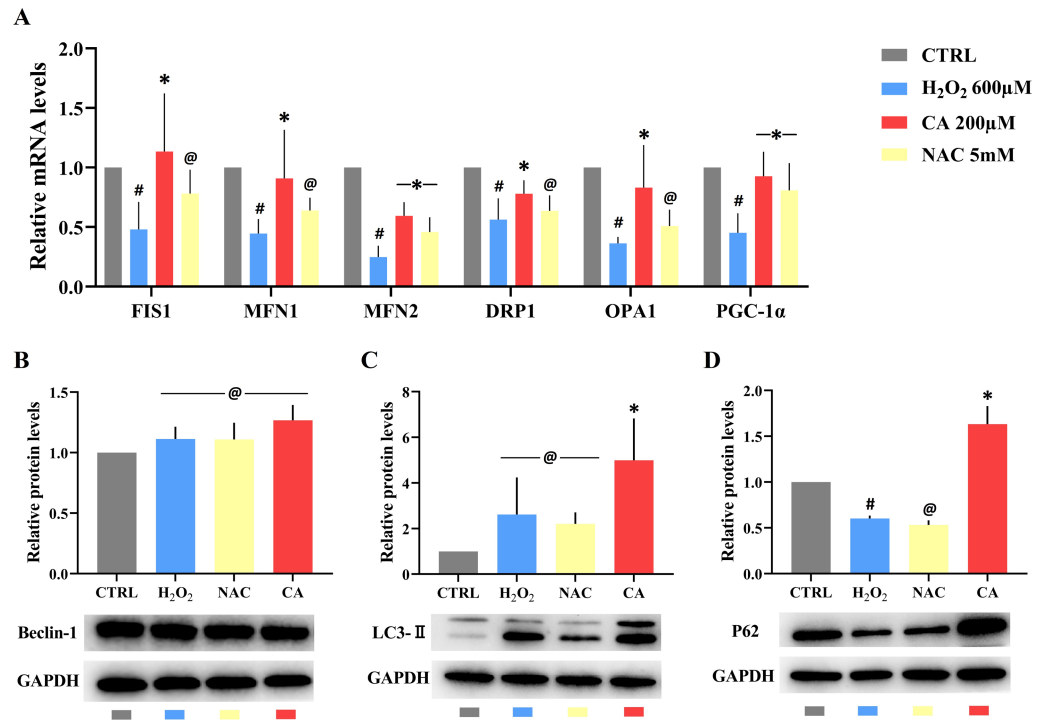 A
Relative mRNA levels
2.0
1.5
1.0
0.5
0.0
# * @
# * @
# *
# * @
# * @
# *
FIS1 MFN1 MFN2 DRP1 OPA1 PGC-1α
CTRL
H₂O₂ 600μM
CA 200μM
NAC 5mM
B
Relative protein levels
1.5
1.0
0.5
0.0
@
CTRL H₂O₂ NAC CA
Beclin-1
GAPDH
C
Relative protein levels
8
6
4
2
0
@ *
CTRL H₂O₂ NAC CA
LC3-Ⅱ
GAPDH
D
Relative protein levels
2.0
1.5
1.0
0.5
0.0
# @ *
CTRL H₂O₂ NAC CA
P62
GAPDH